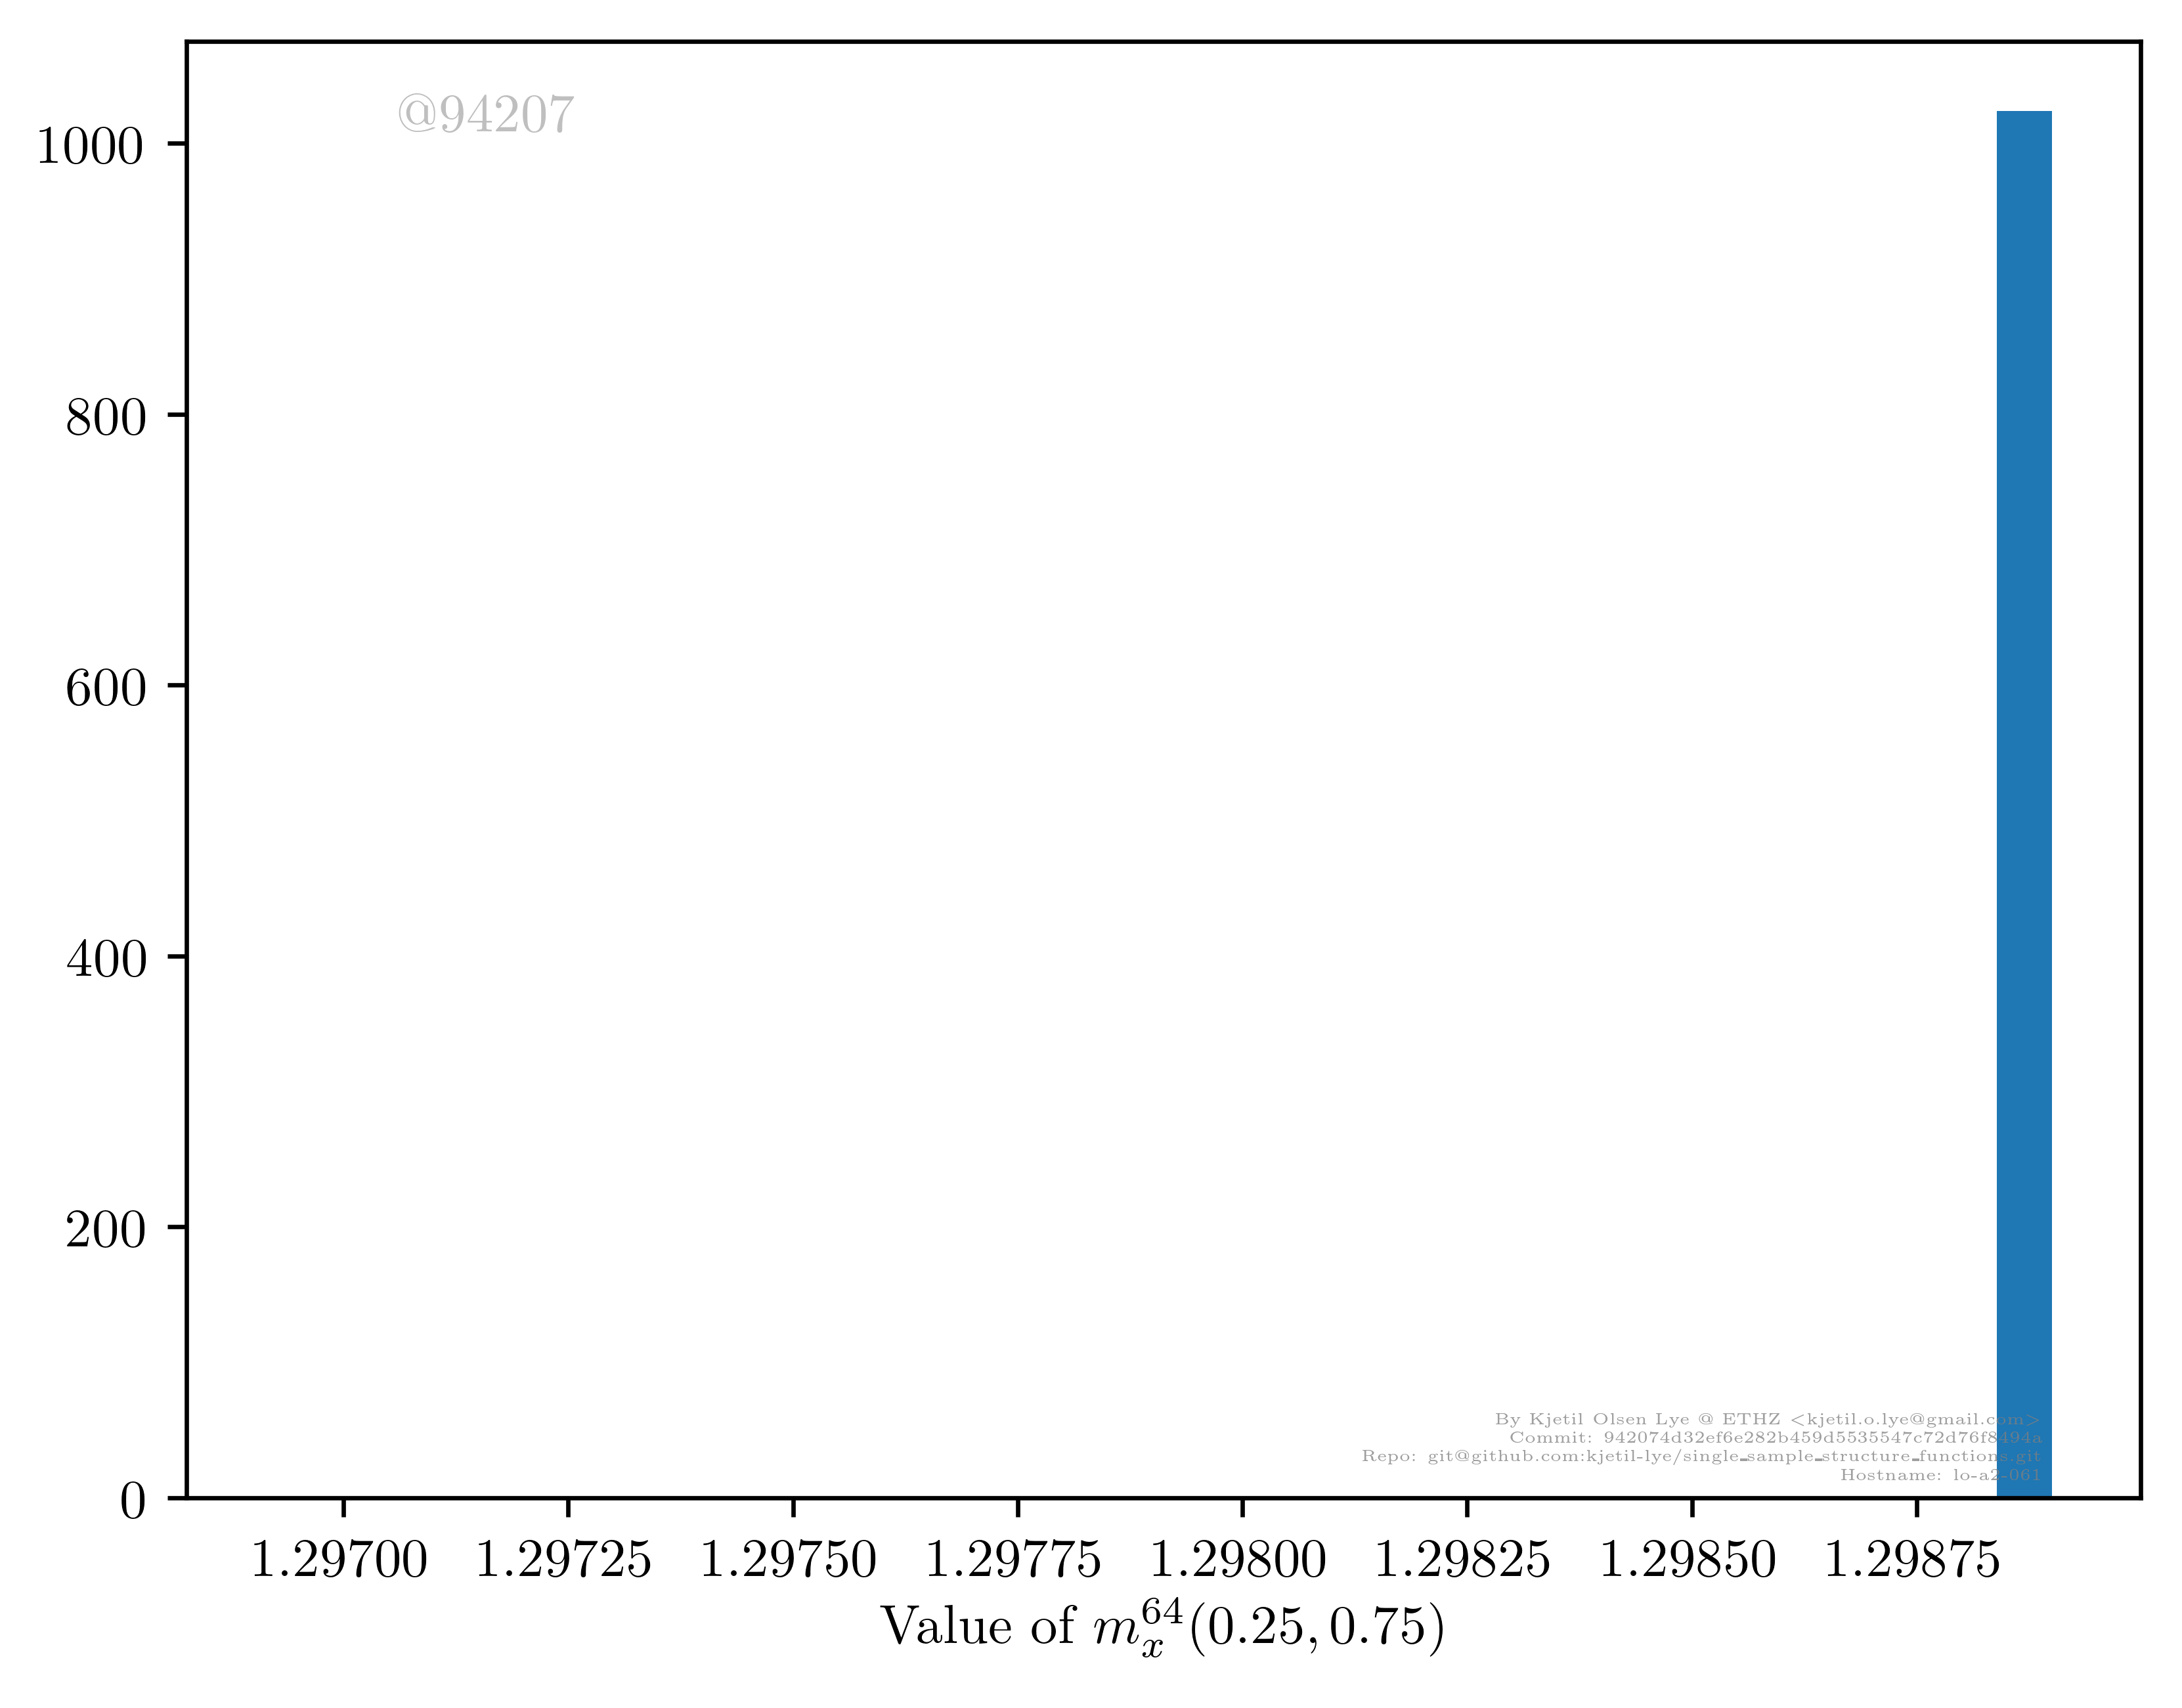 @94207
1000
800
600
400
200
0
By Kjetil Olsen Lye @ ETHZ <kjetil.o.lye@gmail.com>
Commit: 942074d32ef6e282b459d5535547c72d76f8494a
Repo: git@github.com:kjetil-lye/single_sample_structure_functions.git
Hostname: lo-a2-061
1.29700 1.29725 1.29750 1.29775 1.29800 1.29825 1.29850 1.29875
Value of $m_x^{64}(0.25, 0.75)$